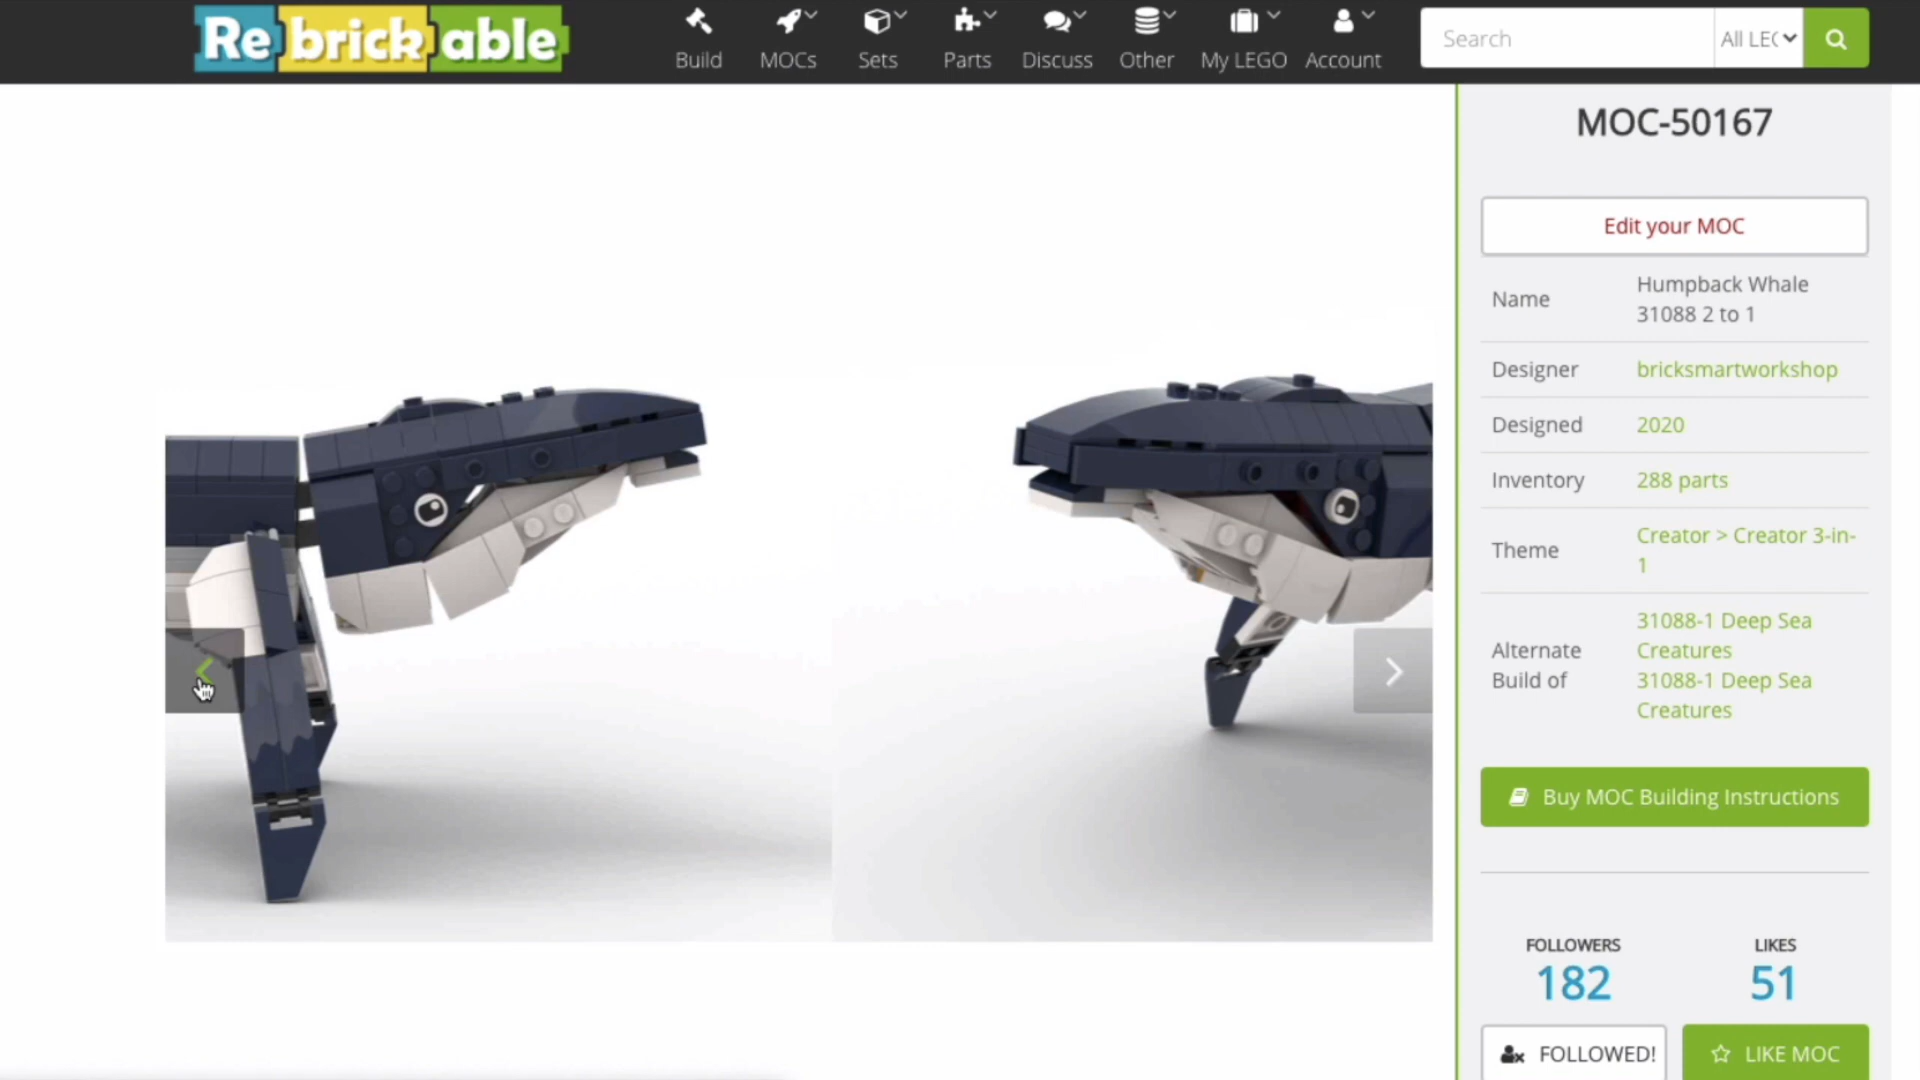 Rebrickable
Build
MOCs
Sets
Parts
Discuss
Other
My LEGO
Account
Search
All LE
MOC-50167
Edit your MOC
Name
Humpback Whale
31088 2 to 1
Designer
bricksmartworkshop
Designed
2020
Inventory
288 parts
Theme
Creator > Creator 3-in-
1
Alternate
Build of
31088-1 Deep Sea
Creatures
31088-1 Deep Sea
Creatures
Buy MOC Building Instructions
FOLLOWERS
182
LIKES
51
FOLLOWED!
LIKE MOC